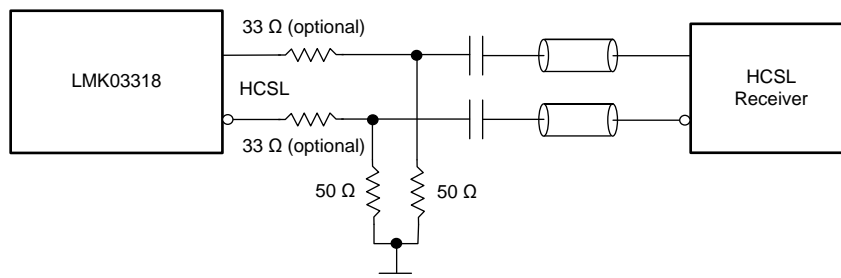 33 Ω (optional)
LMK03318
HCSL
HCSL
Receiver
33 Ω (optional)
50 Ω
50 Ω